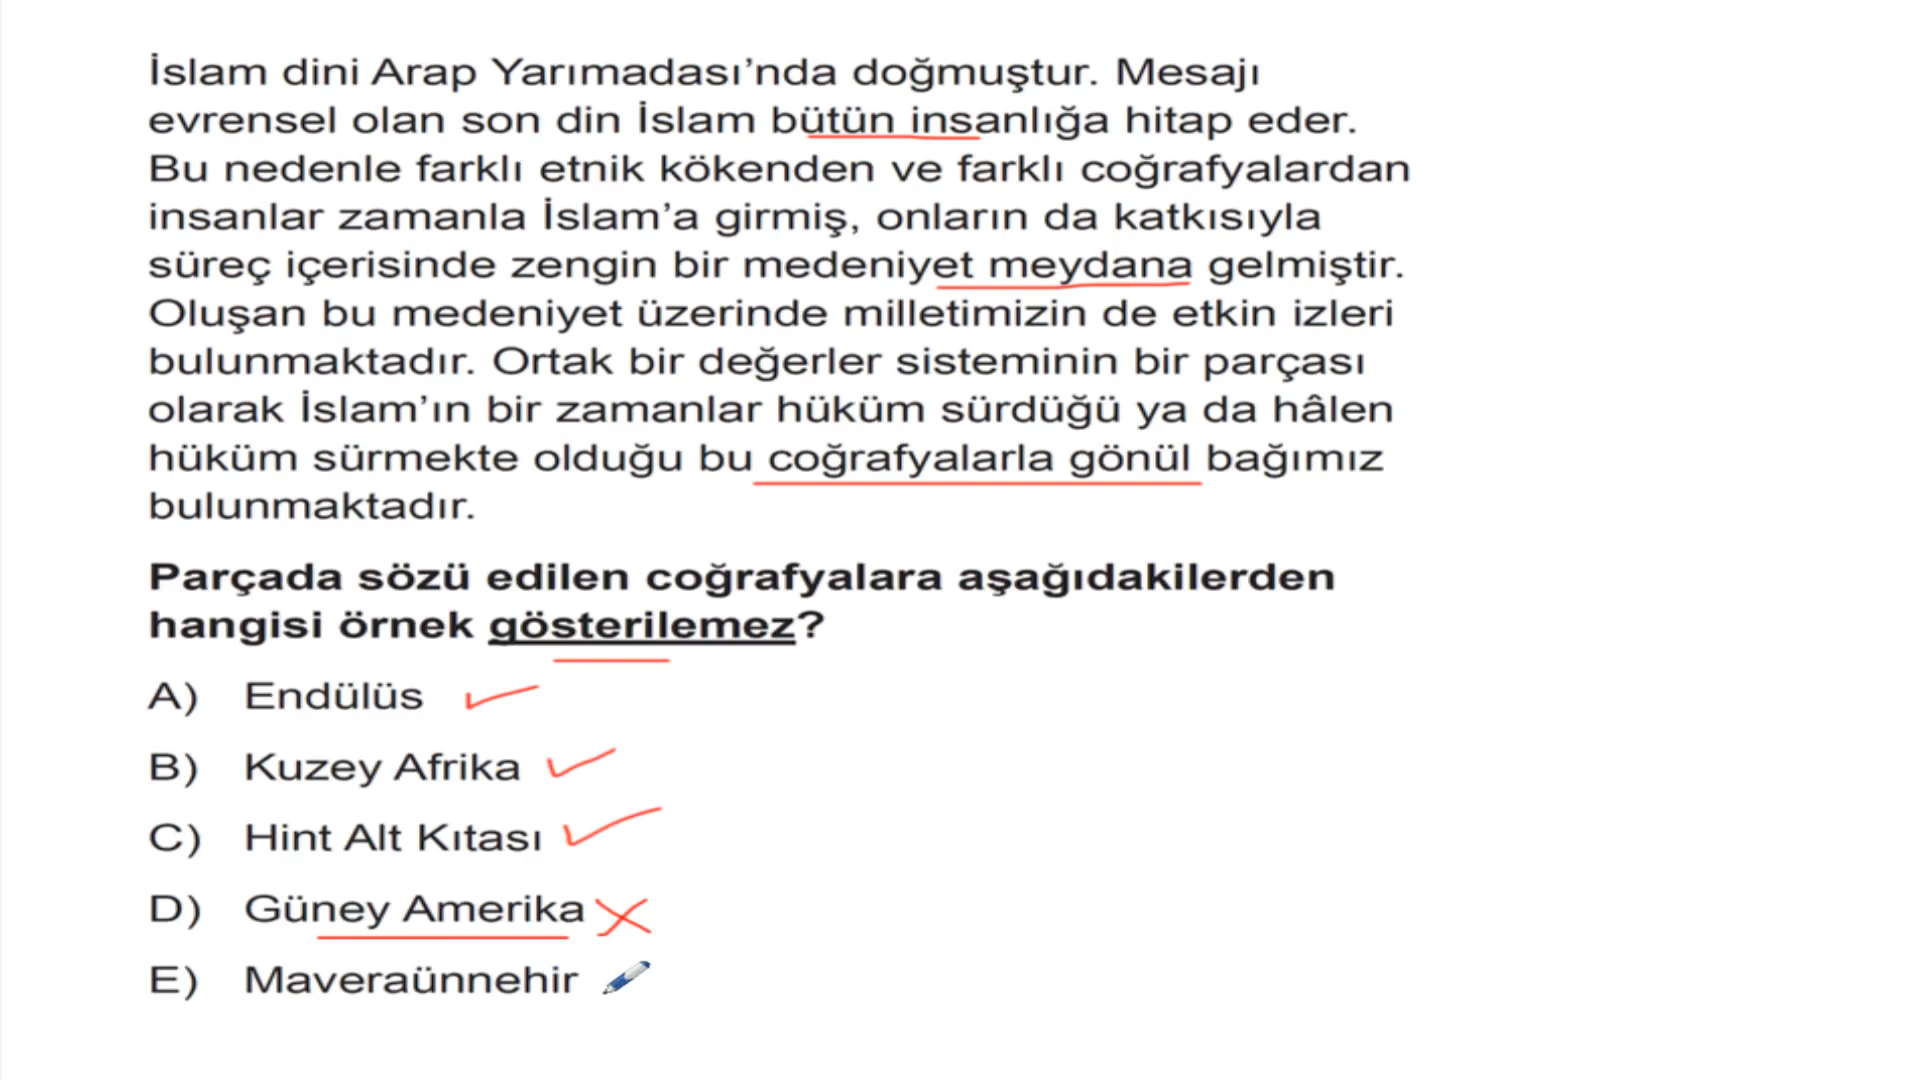 İslam dini Arap Yarımadası’nda doğmuştur. Mesajı
evrensel olan son din İslam bütün insanlığa hitap eder.
Bu nedenle farklı etnik kökenden ve farklı coğrafyalardan
insanlar zamanla İslam’a girmiş, onların da katkısıyla
süreç içerisinde zengin bir medeniyet meydana gelmiştir.
Oluşan bu medeniyet üzerinde milletimizin de etkin izleri
bulunmaktadır. Ortak bir değerler sisteminin bir parçası
olarak İslam’ın bir zamanlar hüküm sürdüğü ya da hâlen
hüküm sürmekte olduğu bu coğrafyalarla gönül bağımız
bulunmaktadır.
Parçada sözü edilen coğrafyalara aşağıdakilerden
hangisi örnek gösterilemez?
A) Endülüs
B) Kuzey Afrika
C) Hint Alt Kıtası
D) Güney Amerika
E) Maveraünnehir